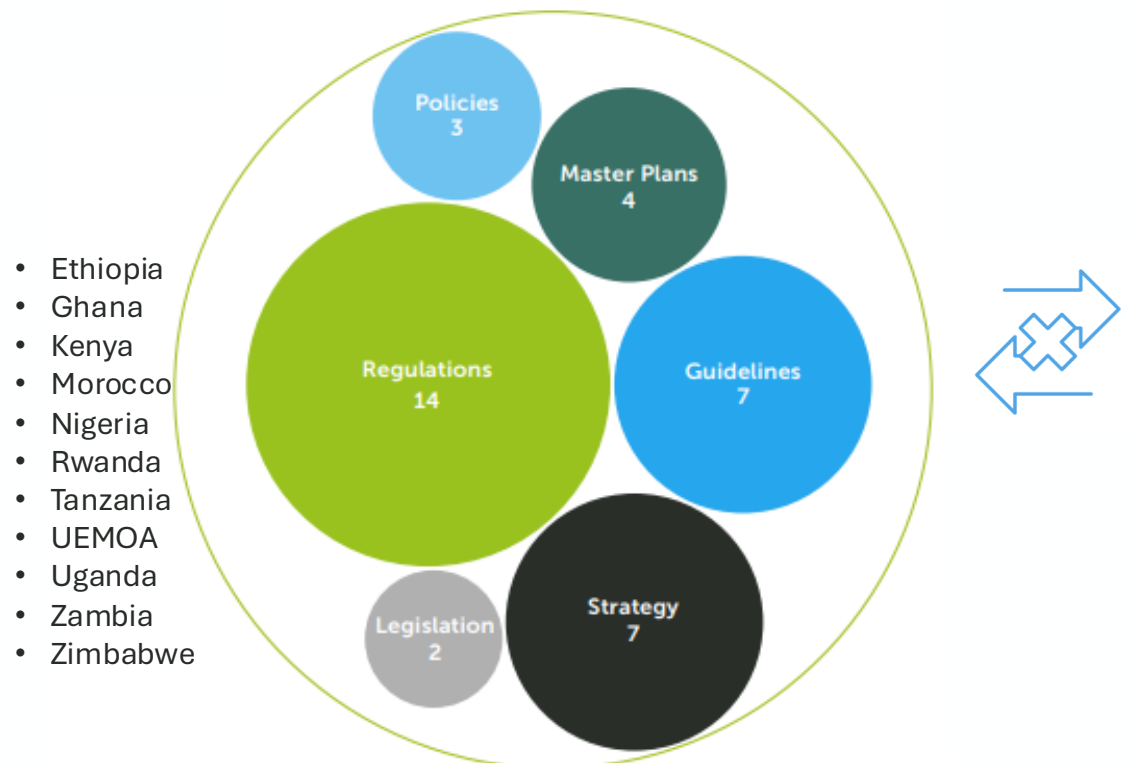 Policies
3
Master Plans
4
• Ethiopia
• Ghana
• Kenya
• Morocco
• Nigeria
• Rwanda
• Tanzania
• UEMOA
• Uganda
• Zambia
• Zimbabwe
Regulations
14
Guidelines
7
Strategy
7
Legislation
2